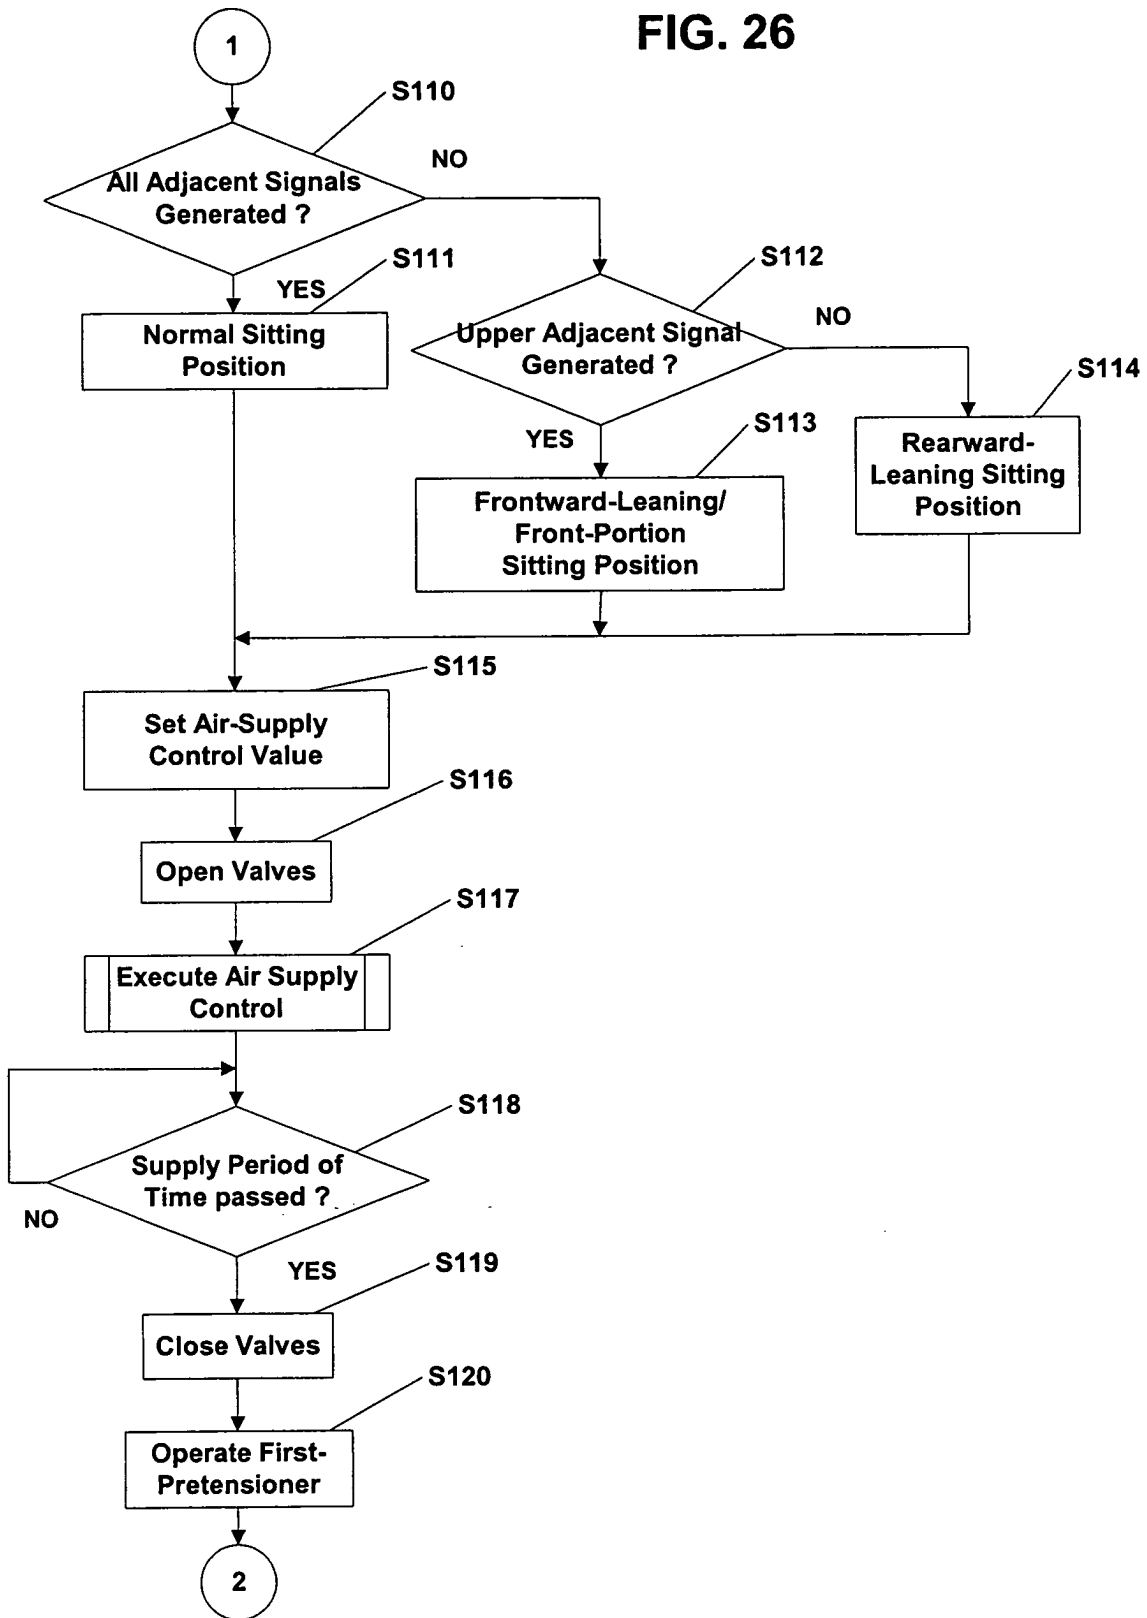 FIG. 26
1
S110
All Adjacent Signals
Generated ?
NO
YES
S111
Normal Sitting
Position
S112
Upper Adjacent Signal
Generated ?
NO
YES
S113
Frontward-Leaning/
Front-Portion
Sitting Position
S114
Rearward-
Leaning Sitting
Position
S115
Set Air-Supply
Control Value
S116
Open Valves
S117
Execute Air Supply
Control
S118
Supply Period of
Time passed ?
NO
YES
S119
Close Valves
S120
Operate First-
Pretensioner
2